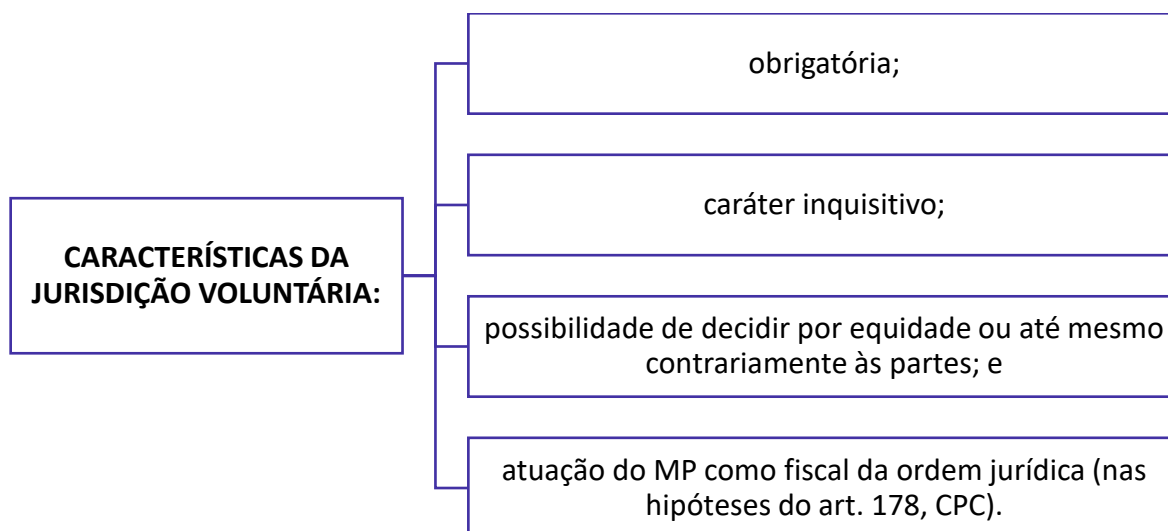 CARACTERÍSTICAS DA
JURISDIÇÃO VOLUNTÁRIA:
obrigatória;
caráter inquisitivo;
possibilidade de decidir por equidade ou até mesmo
contrariamente às partes; e
atuação do MP como fiscal da ordem jurídica (nas
hipóteses do art. 178, CPC).